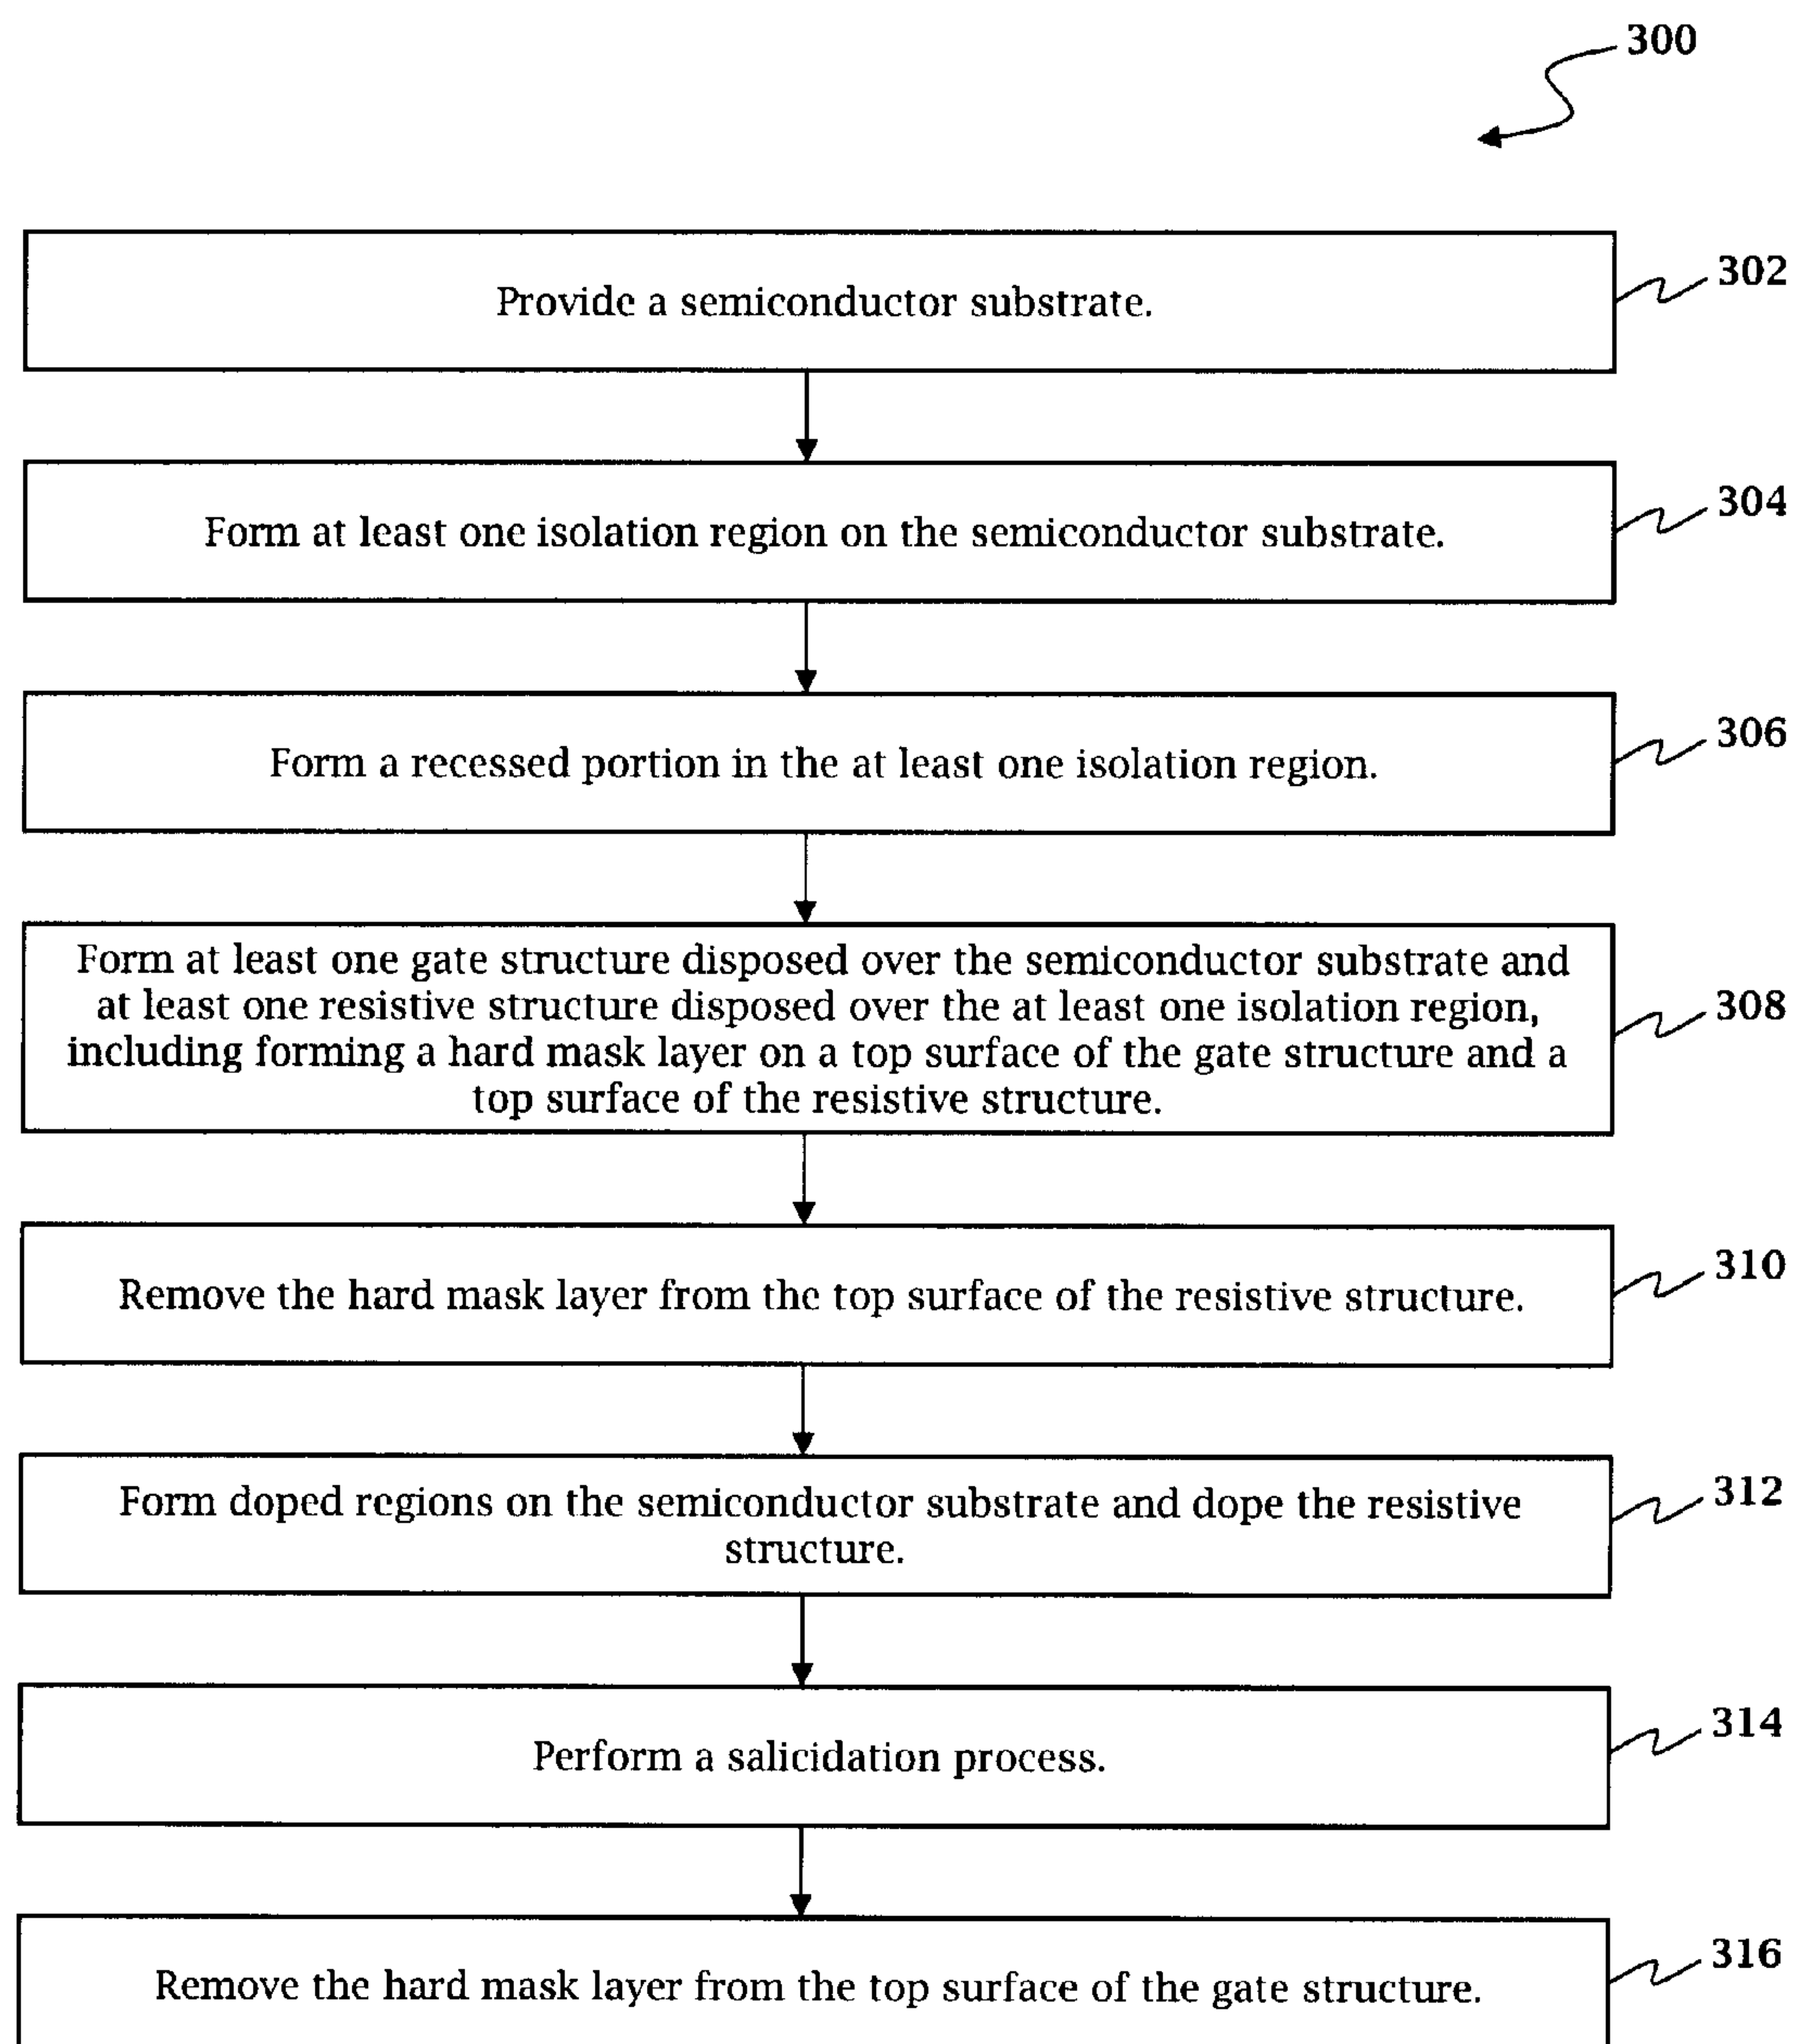 300
Provide a semiconductor substrate.
302
Form at least one isolation region on the semiconductor substrate.
304
Form a recessed portion in the at least one isolation region.
306
Form at least one gate structure disposed over the semiconductor substrate and
at least one resistive structure disposed over the at least one isolation region,
including forming a hard mask layer on a top surface of the gate structure and a
top surface of the resistive structure.
308
Remove the hard mask layer from the top surface of the resistive structure.
310
Form doped regions on the semiconductor substrate and dope the resistive
structure.
312
Perform a salicidation process.
314
Remove the hard mask layer from the top surface of the gate structure.
316